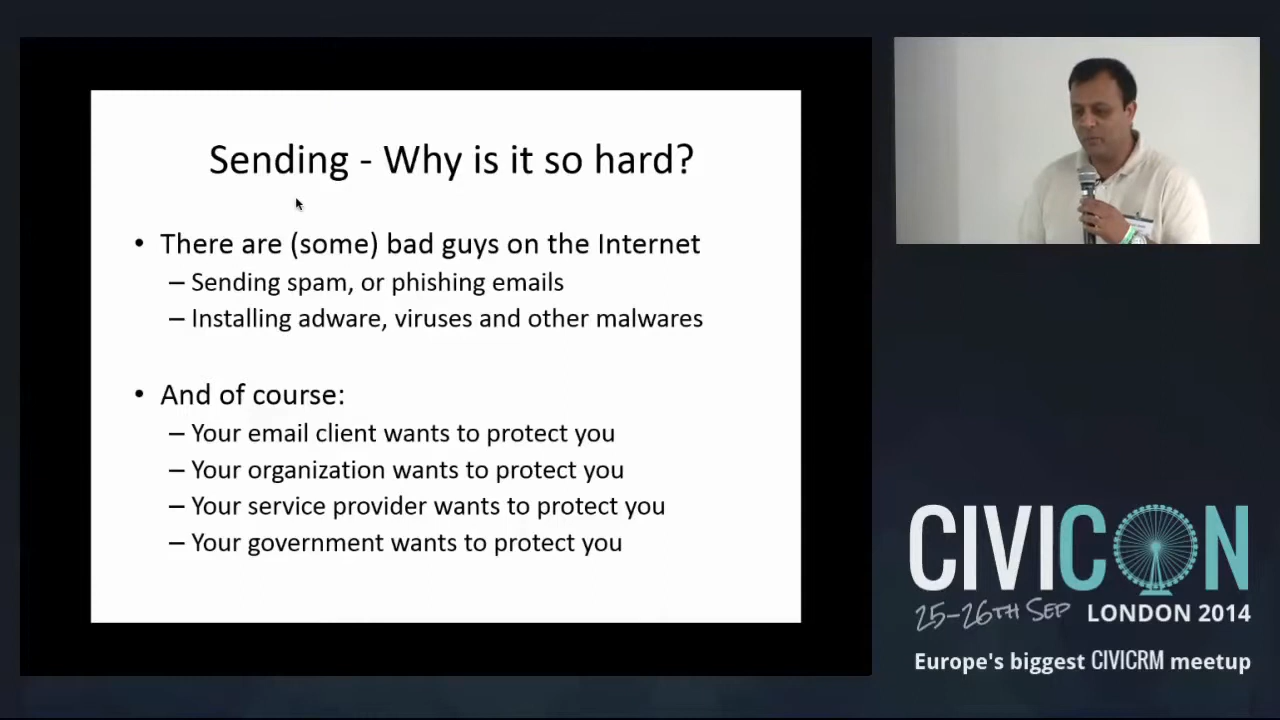 Sending - Why is it so hard?
• There are (some) bad guys on the Internet
– Sending spam, or phishing emails
– Installing adware, viruses and other malwares
• And of course:
– Your email client wants to protect you
– Your organization wants to protect you
– Your service provider wants to protect you
– Your government wants to protect you
CIVICON
25-26TH SEP LONDON 2014
Europe's biggest CIVICRM meetup